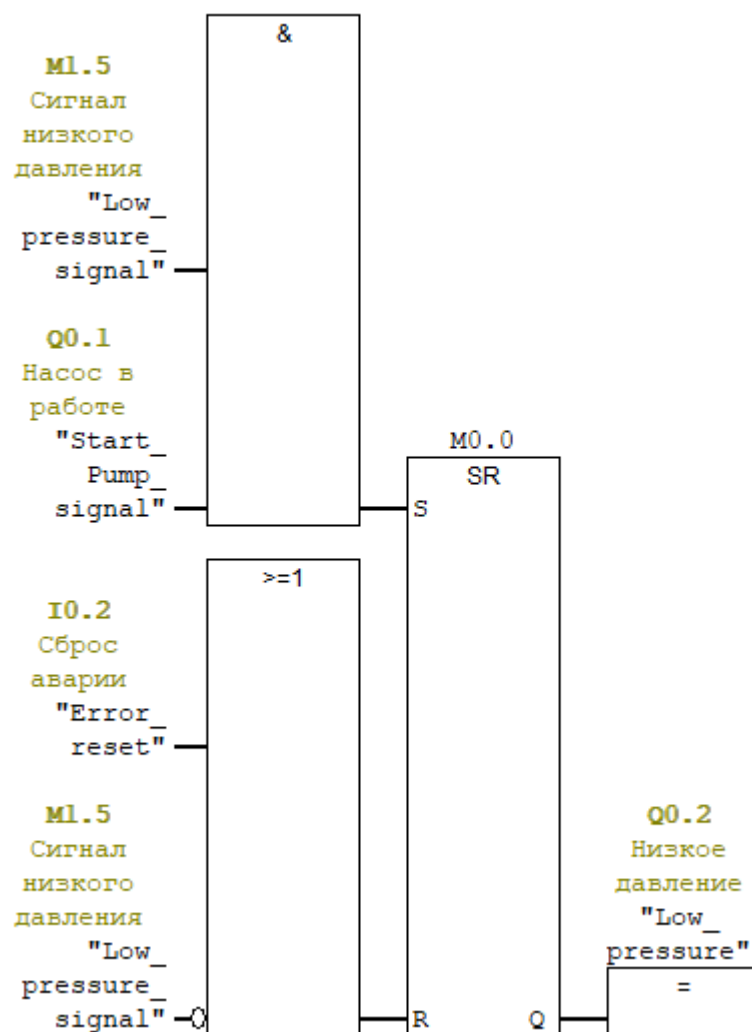 &
M1.5
Сигнал
низкого
давления
"Low_
pressure_
signal"
Q0.1
Насос в
работе
"Start_
Pump_
signal"
M0.0
SR
S
>=1
I0.2
Сброс
аварии
"Error_
reset"
M1.5
Сигнал
низкого
давления
"Low_
pressure_
signal"
R
Q
Q0.2
Низкое
давление
"Low_
pressure"
=